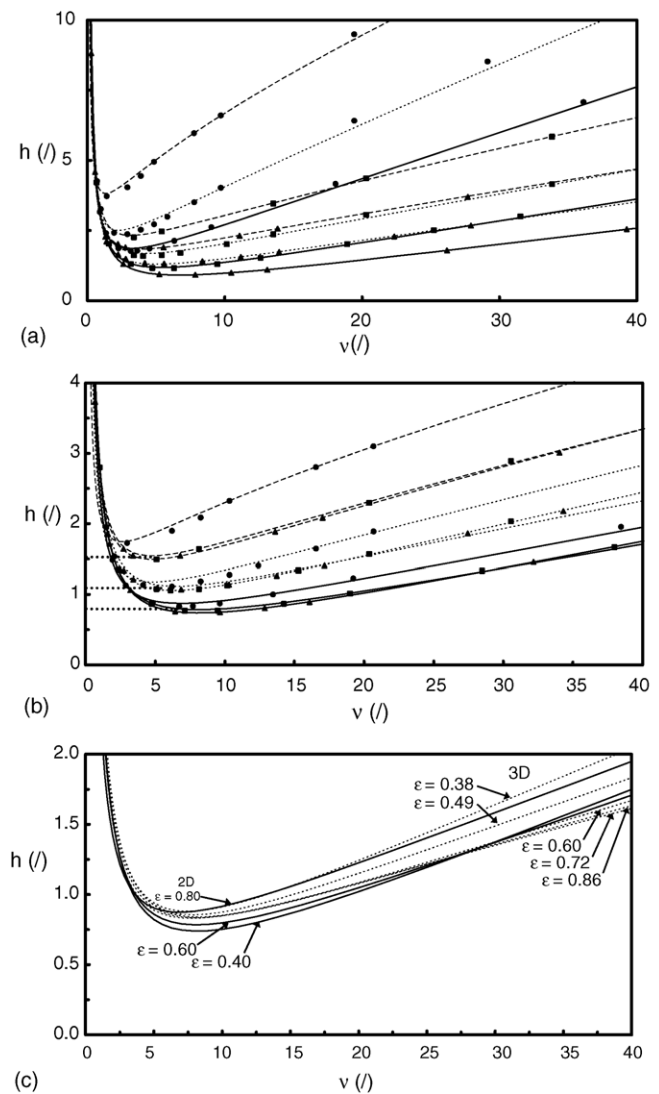 10
h (/)
5
0
0 10 20 30 40
(a)
ν(/)
4
3
h (/)
2
1
0
0 5 10 15 20 25 30 35 40
(b)
ν (/)
2.0
3D
ε = 0.38
ε = 0.49
1.5
ε = 0.60
h (/)
ε = 0.72
1.0
2D
ε = 0.80
ε = 0.86
ε = 0.60
ε = 0.40
0.5
0.0
0 5 10 15 20 25 30 35 40
(c)
ν (/)